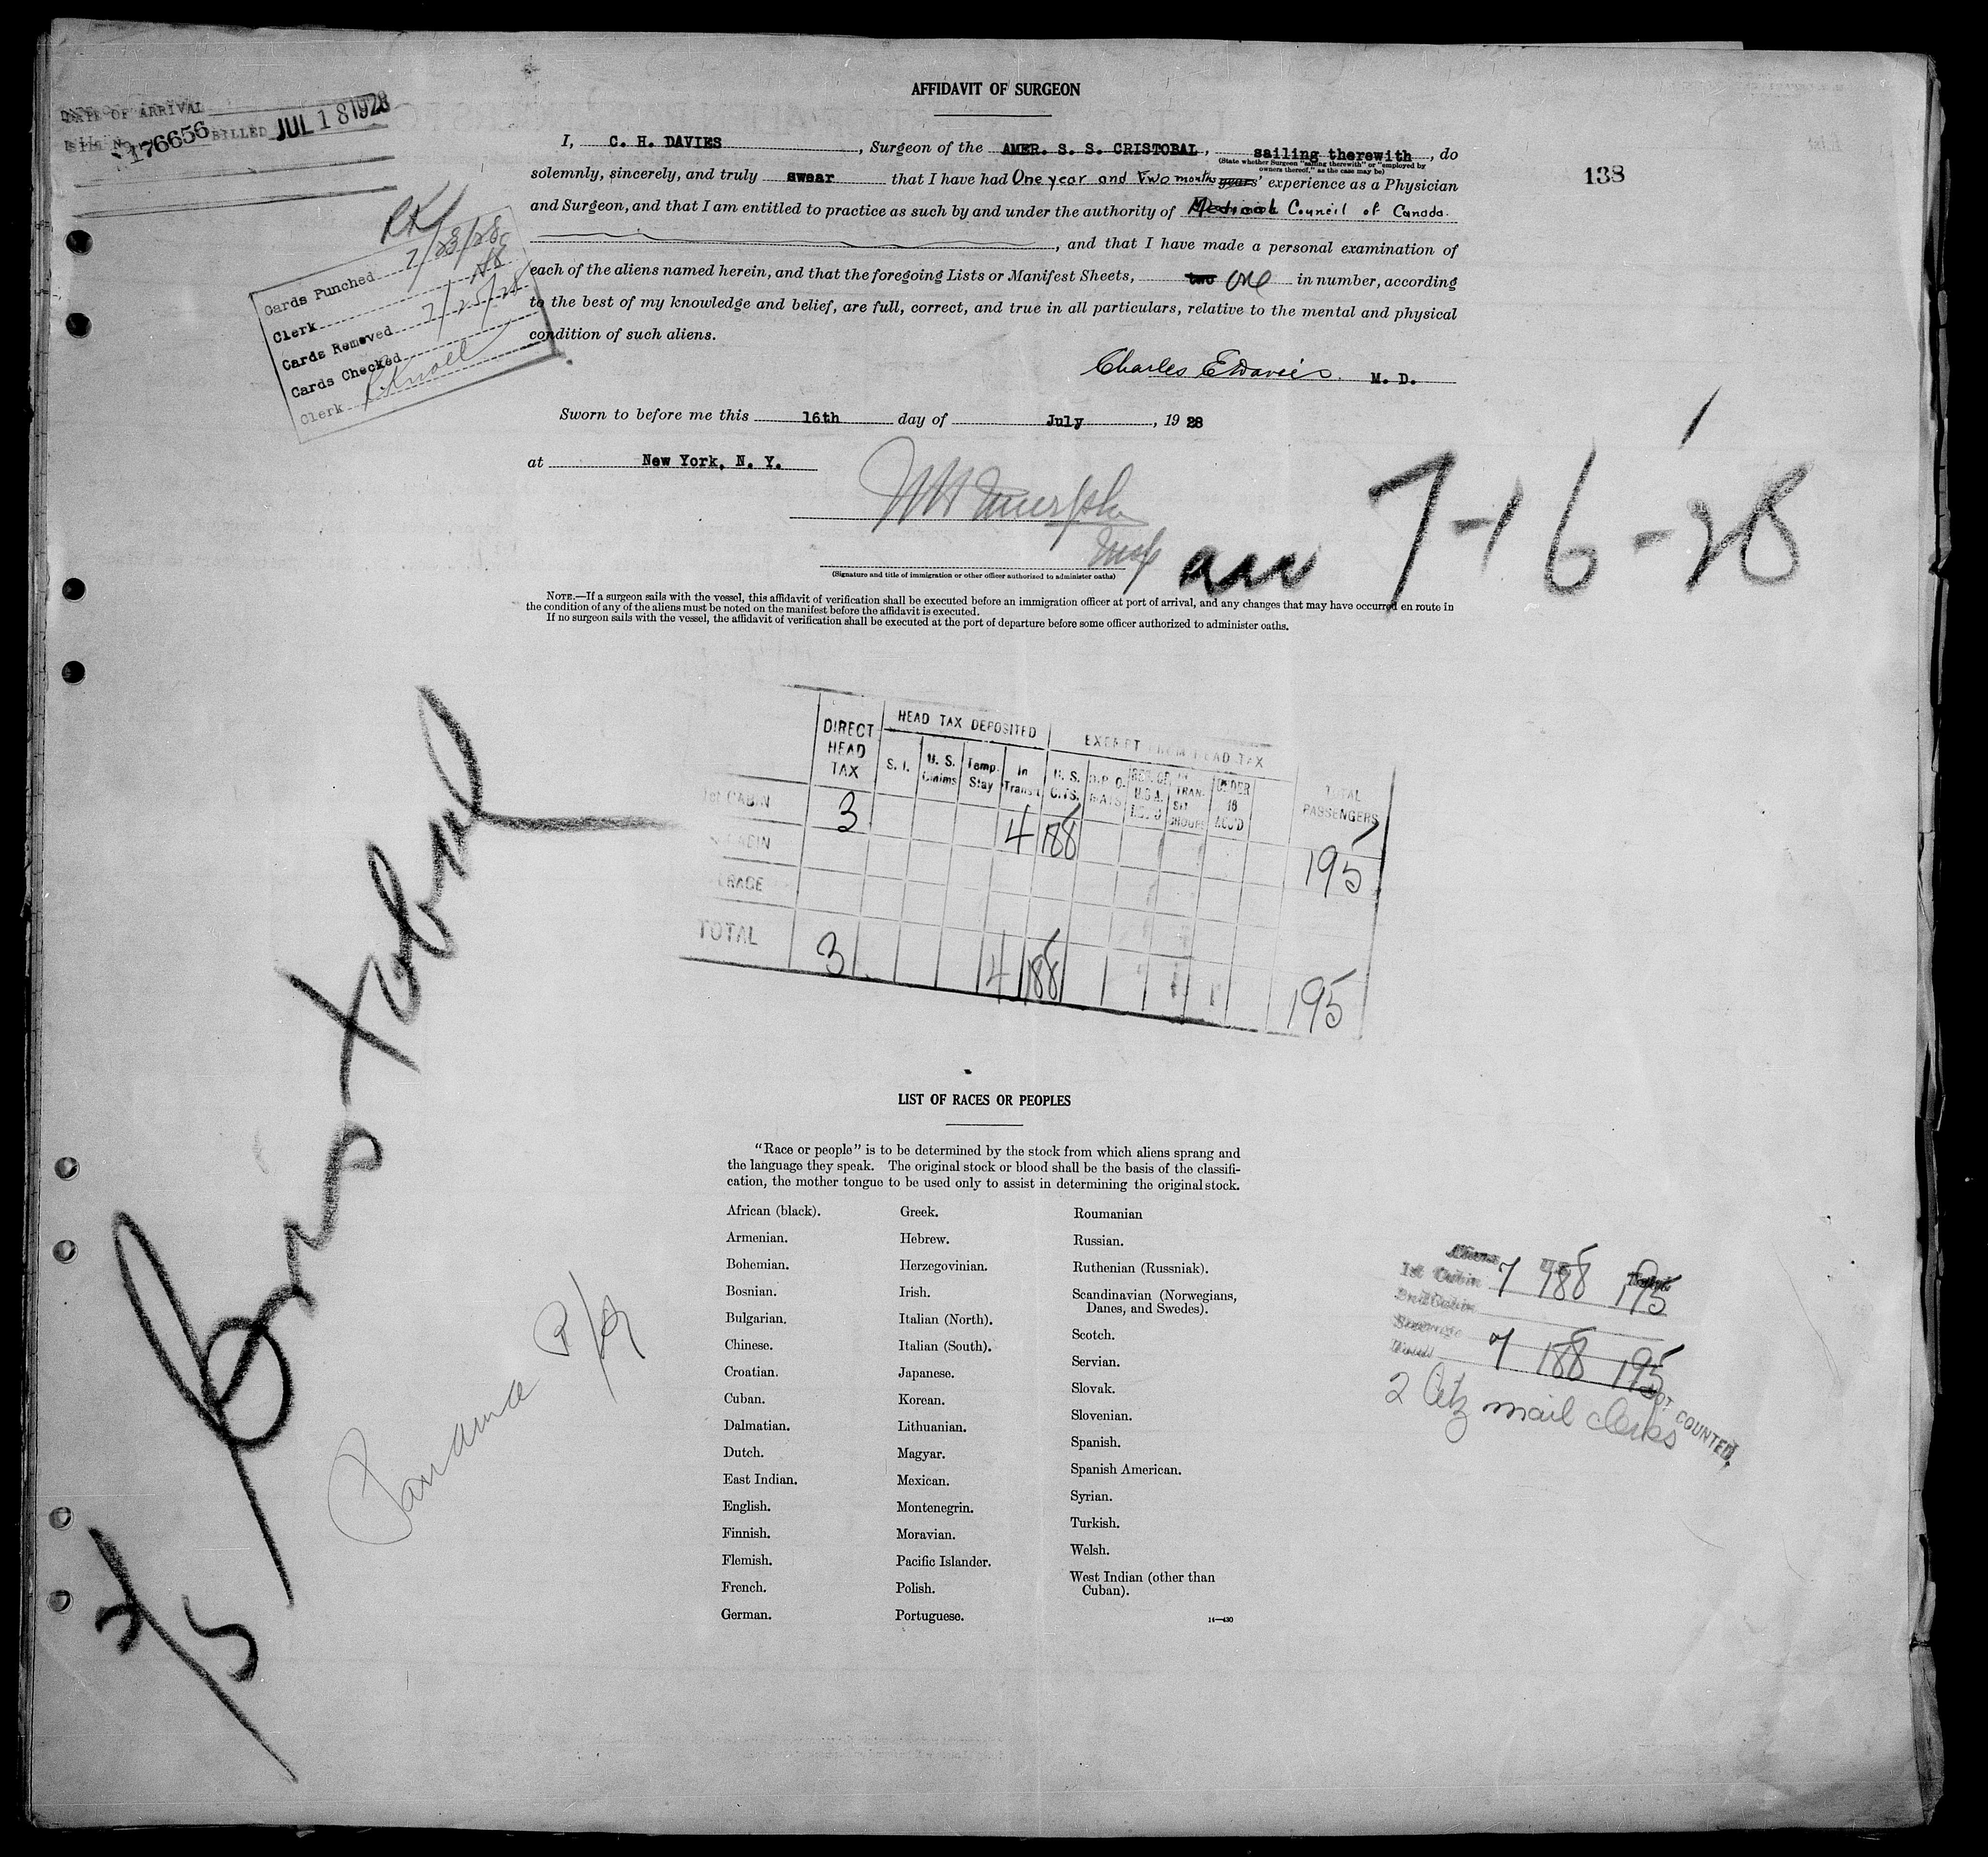 AFFIDAVIT OF SURGEON
DATE OF ARRIVAL
176656 BILLED JUL 18 1928
138
I, C. H. DAVIES, Surgeon of the AMER. S. S. CRISTOBAL, sailing therewith, do
(State whether Surgeon "sailing therewith" or "employed by
owners thereof," as the case may be)
solemnly, sincerely, and truly swear that I have had One year and two months years' experience as a Physician
and Surgeon, and that I am entitled to practice as such by and under the authority of Medical Council of Canada.
, and that I have made a personal examination of
each of the aliens named herein, and that the foregoing Lists or Manifest Sheets, two one in number, according
to the best of my knowledge and belief, are full, correct, and true in all particulars, relative to the mental and physical
condition of such aliens.
RK
Cards Punched 7/23/28
Clerk
Cards Removed 7/25/28
Cards Checked
Clerk
Charles E Davies. M. D.
Sworn to before me this 16th day of July, 1928
at New York, N. Y.
7-16-28
(Signature and title of immigration or other officer authorized to administer oaths)
NOTE.—If a surgeon sails with the vessel, this affidavit of verification shall be executed before an immigration officer at port of arrival, and any changes that may have occurred en route in
the condition of any of the aliens must be noted on the manifest before the affidavit is executed.
If no surgeon sails with the vessel, the affidavit of verification shall be executed at the port of departure before some officer authorized to administer oaths.
DIRECT HEAD TAX
HEAD TAX DEPOSITED
EXEMPT FROM HEAD TAX
S. I.
U. S. Claims
Temp. Stay
In Transit
U. S. CITS.
UNDER 16 ACC'D
TOTAL PASSENGERS
1st CABIN 3 4 188 195
CABIN
TOTAL 3 4 188 195
Cristobal
Panama
LIST OF RACES OR PEOPLES
"Race or people" is to be determined by the stock from which aliens sprang and
the language they speak. The original stock or blood shall be the basis of the classifi-
cation, the mother tongue to be used only to assist in determining the original stock.
African (black).
Armenian.
Bohemian.
Bosnian.
Bulgarian.
Chinese.
Croatian.
Cuban.
Dalmatian.
Dutch.
East Indian.
English.
Finnish.
Flemish.
French.
German.
Greek.
Hebrew.
Herzegovinian.
Irish.
Italian (North).
Italian (South).
Japanese.
Korean.
Lithuanian.
Magyar.
Mexican.
Montenegrin.
Moravian.
Pacific Islander.
Polish.
Portuguese.
Roumanian
Russian.
Ruthenian (Russniak).
Scandinavian (Norwegians,
Danes, and Swedes).
Scotch.
Servian.
Slovak.
Slovenian.
Spanish.
Spanish American.
Syrian.
Turkish.
Welsh.
West Indian (other than
Cuban).
14—430
1st Cabin 7 188 195
7 188 195
2 Citz mail clerks
NOT COUNTED.